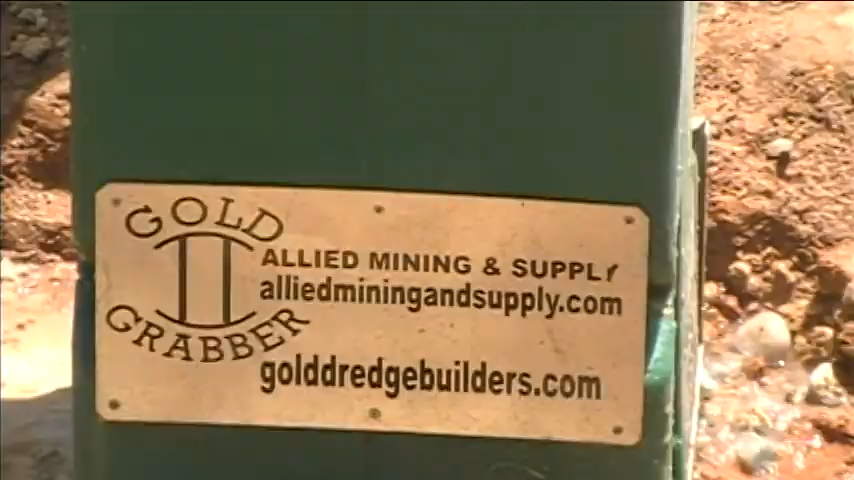 GOLD
GRABBER
ALLIED MINING & SUPPLY
alliedminingandsupply.com
golddredgebuilders.com